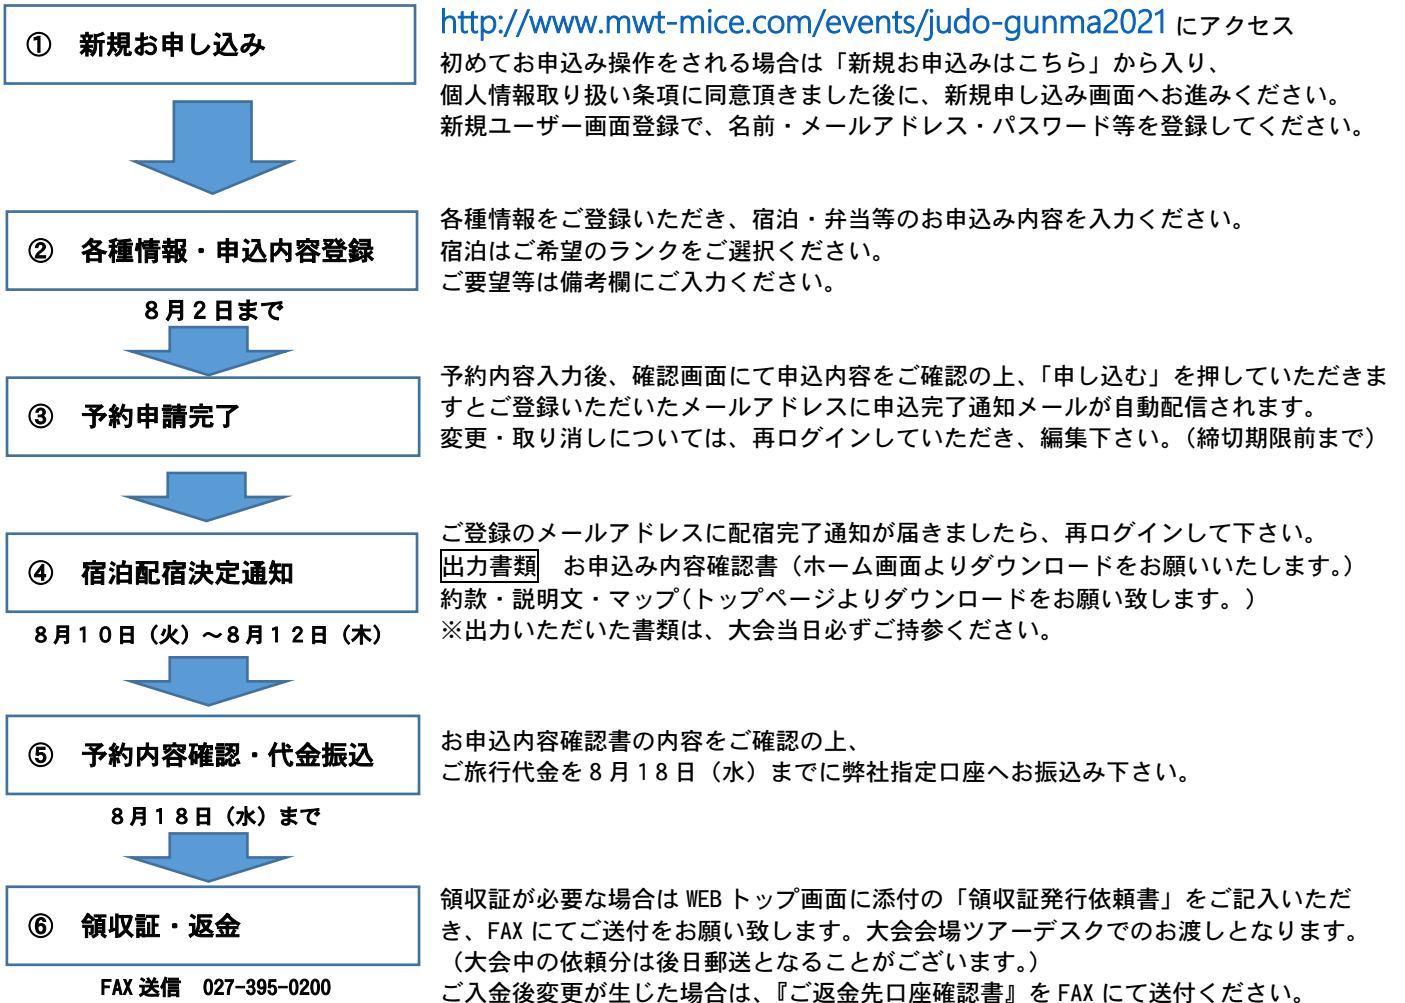 ① 新規お申し込み
http://www.mwt-mice.com/events/judo-gunma2021 にアクセス
初めてお申込み操作をされる場合は「新規お申込みはこちら」から入り、
個人情報取り扱い条項に同意頂きました後に、新規申し込み画面へお進みください。
新規ユーザー画面登録で、名前・メールアドレス・パスワード等を登録してください。
② 各種情報・申込内容登録
8月2日まで
各種情報をご登録いただき、宿泊・弁当等のお申込み内容を入力ください。
宿泊はご希望のランクをご選択ください。
ご要望等は備考欄にご入力ください。
③ 予約申請完了
予約内容入力後、確認画面にて申込内容をご確認の上、「申し込む」を押していただきま
すとご登録いただいたメールアドレスに申込完了通知メールが自動配信されます。
変更・取り消しについては、再ログインしていただき、編集下さい。(締切期限前まで)
④ 宿泊配宿決定通知
8月10日(火)~8月12日(木)
ご登録のメールアドレスに配宿完了通知が届きましたら、再ログインして下さい。
出力書類 お申込み内容確認書(ホーム画面よりダウンロードをお願いいたします。)
約款・説明文・マップ(トップページよりダウンロードをお願い致します。)
※出力いただいた書類は、大会当日必ずご持参ください。
⑤ 予約内容確認・代金振込
8月18日(水)まで
お申込内容確認書の内容をご確認の上、
ご旅行代金を8月18日(水)までに弊社指定口座へお振込み下さい。
⑥ 領収証・返金
FAX 送信 027-395-0200
領収証が必要な場合は WEB トップ画面に添付の「領収証発行依頼書」をご記入いただ
き、FAX にてご送付をお願い致します。大会会場ツアーデスクでのお渡しとなります。
(大会中の依頼分は後日郵送となることがございます。)
ご入金後変更が生じた場合は、『ご返金先口座確認書』を FAX にて送付ください。